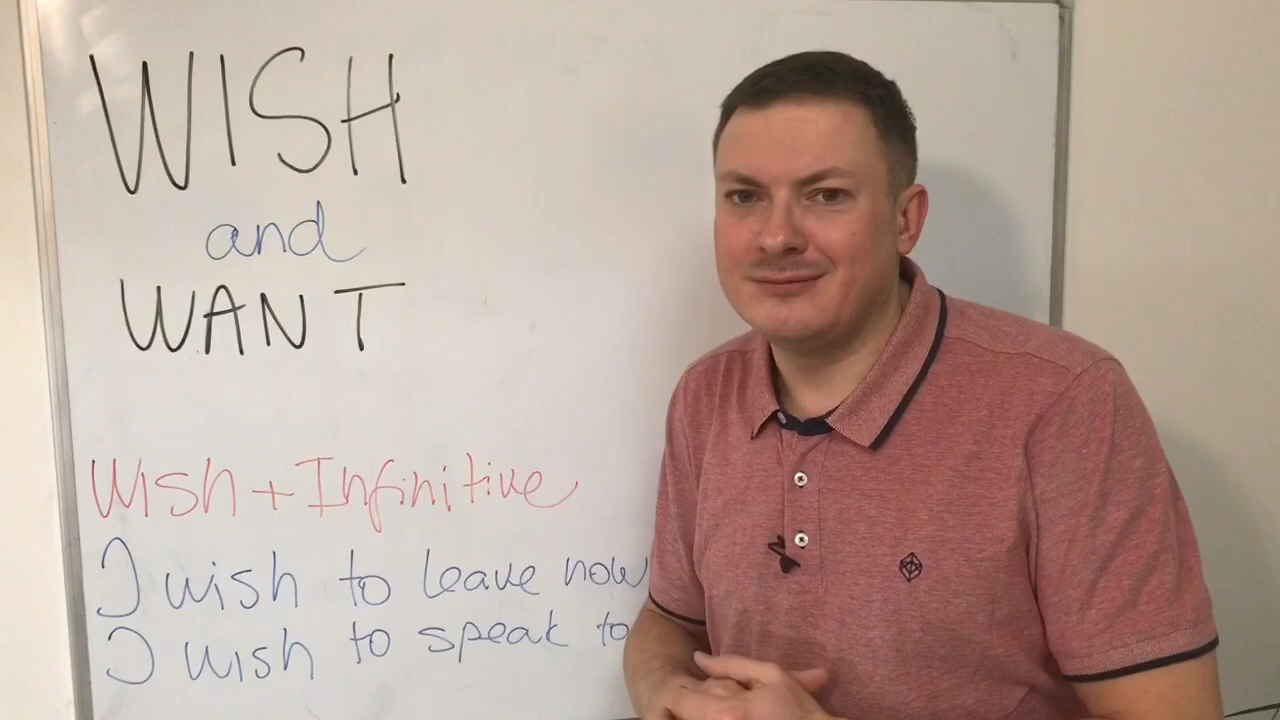 WISH
and
WANT
Wish + Infinitive
I wish to leave now
I wish to speak to